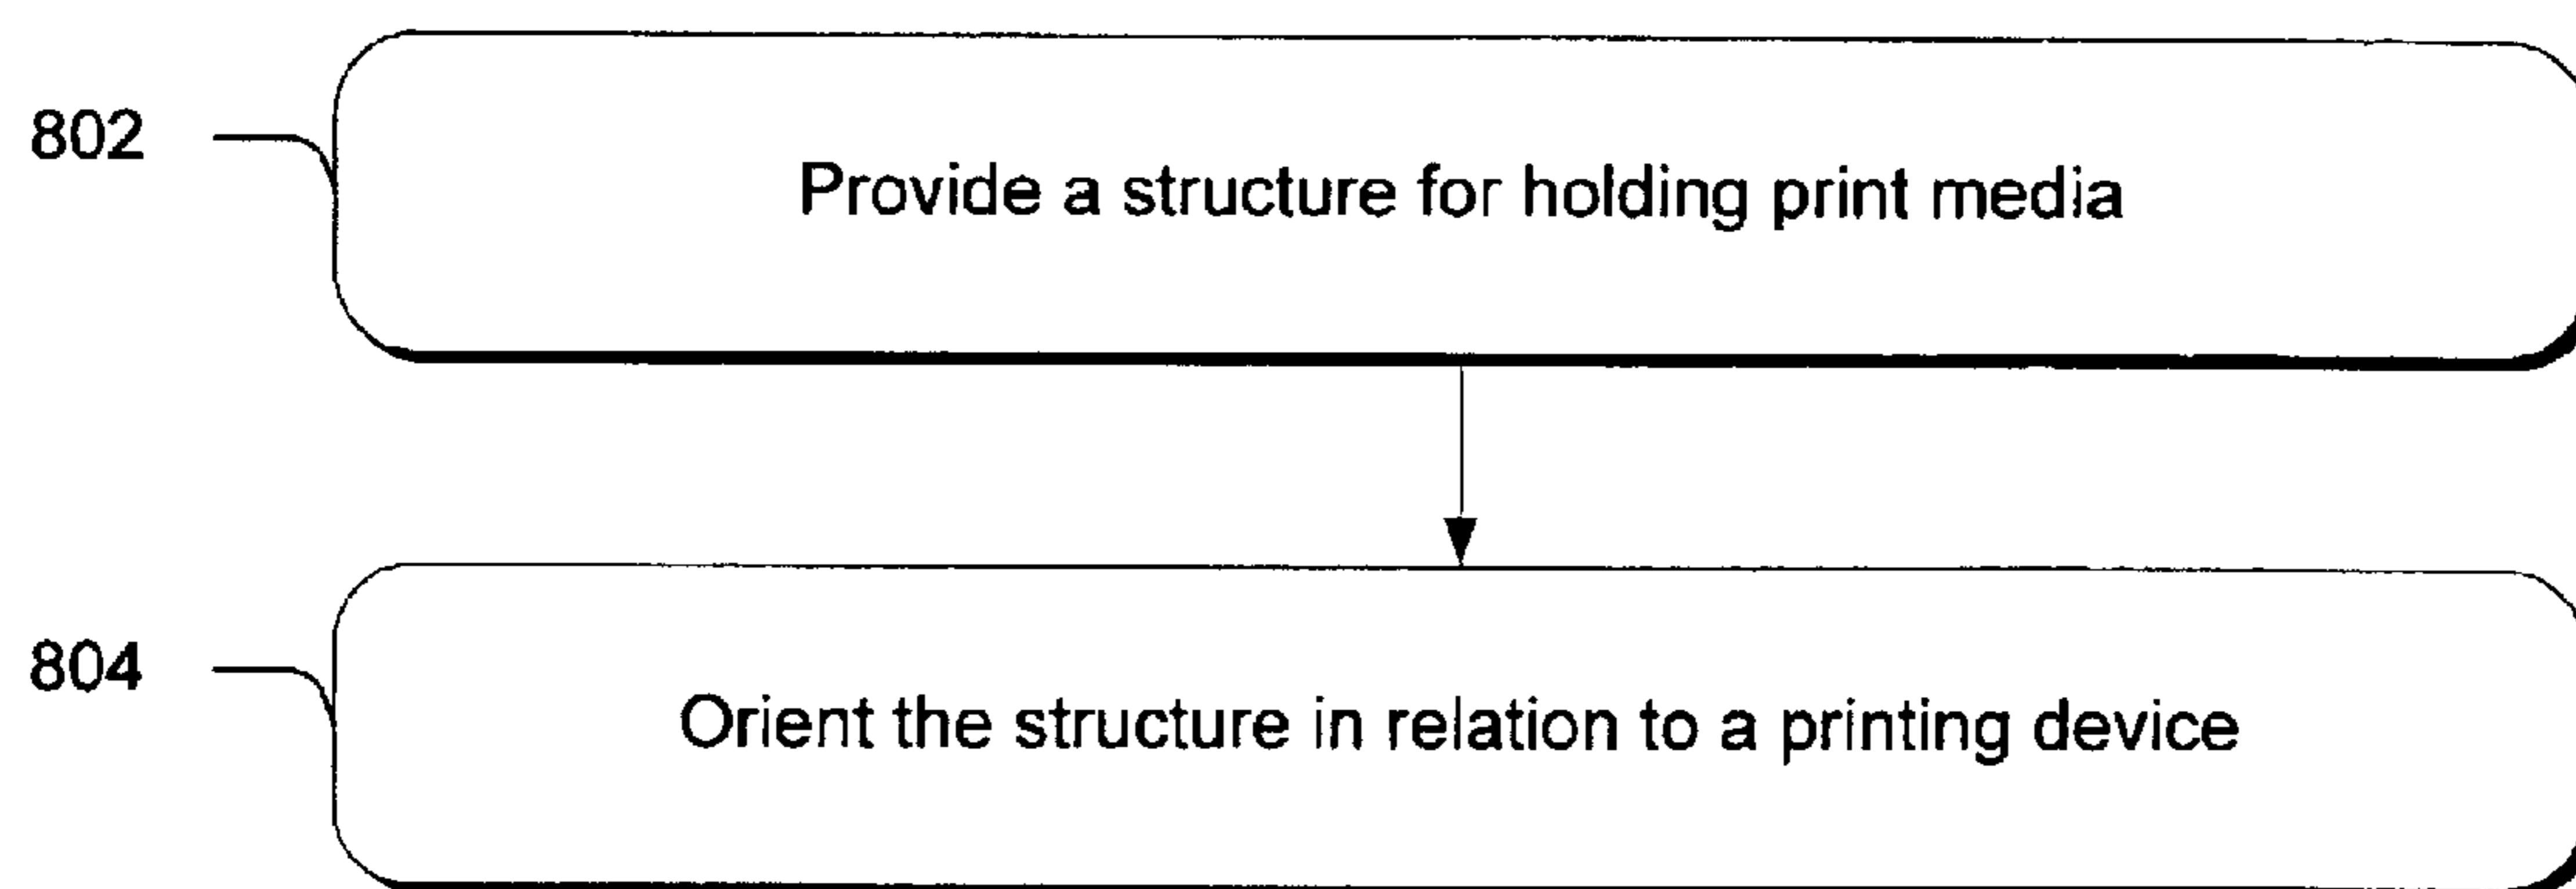 802
Provide a structure for holding print media
804
Orient the structure in relation to a printing device